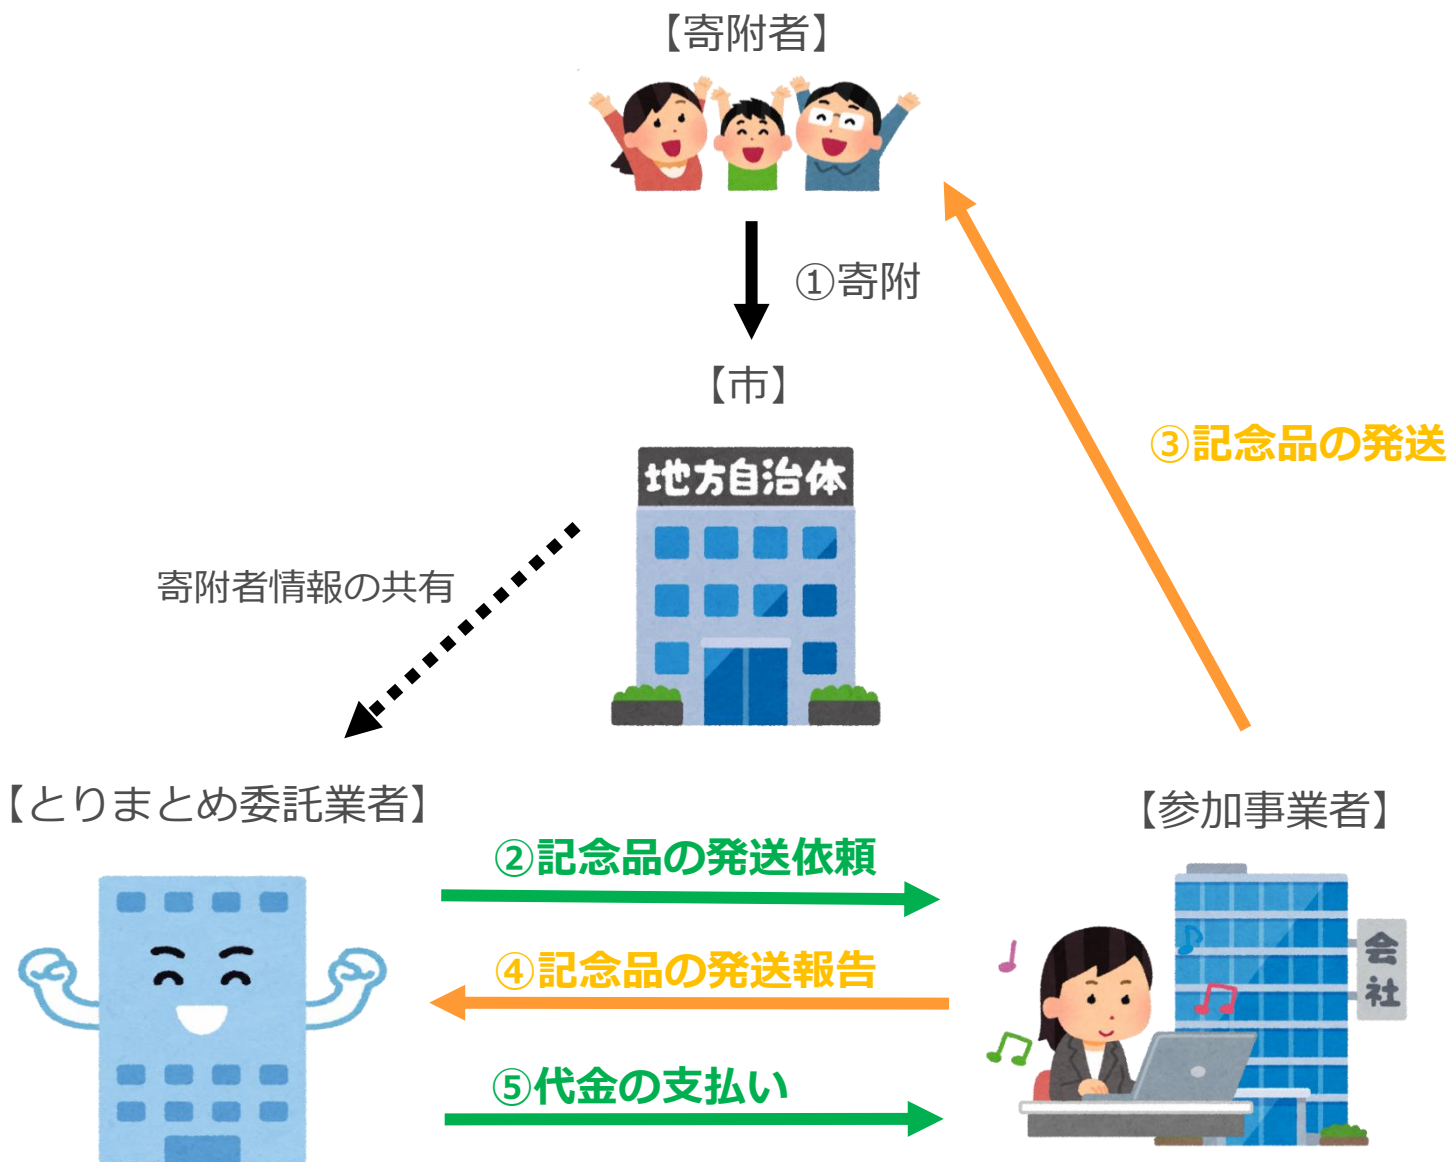 【寄附者】
①寄附
【市】
③記念品の発送
地方自治体
寄附者情報の共有
【とりまとめ委託業者】
【参加事業者】
②記念品の発送依頼
④記念品の発送報告
会社
⑤代金の支払い